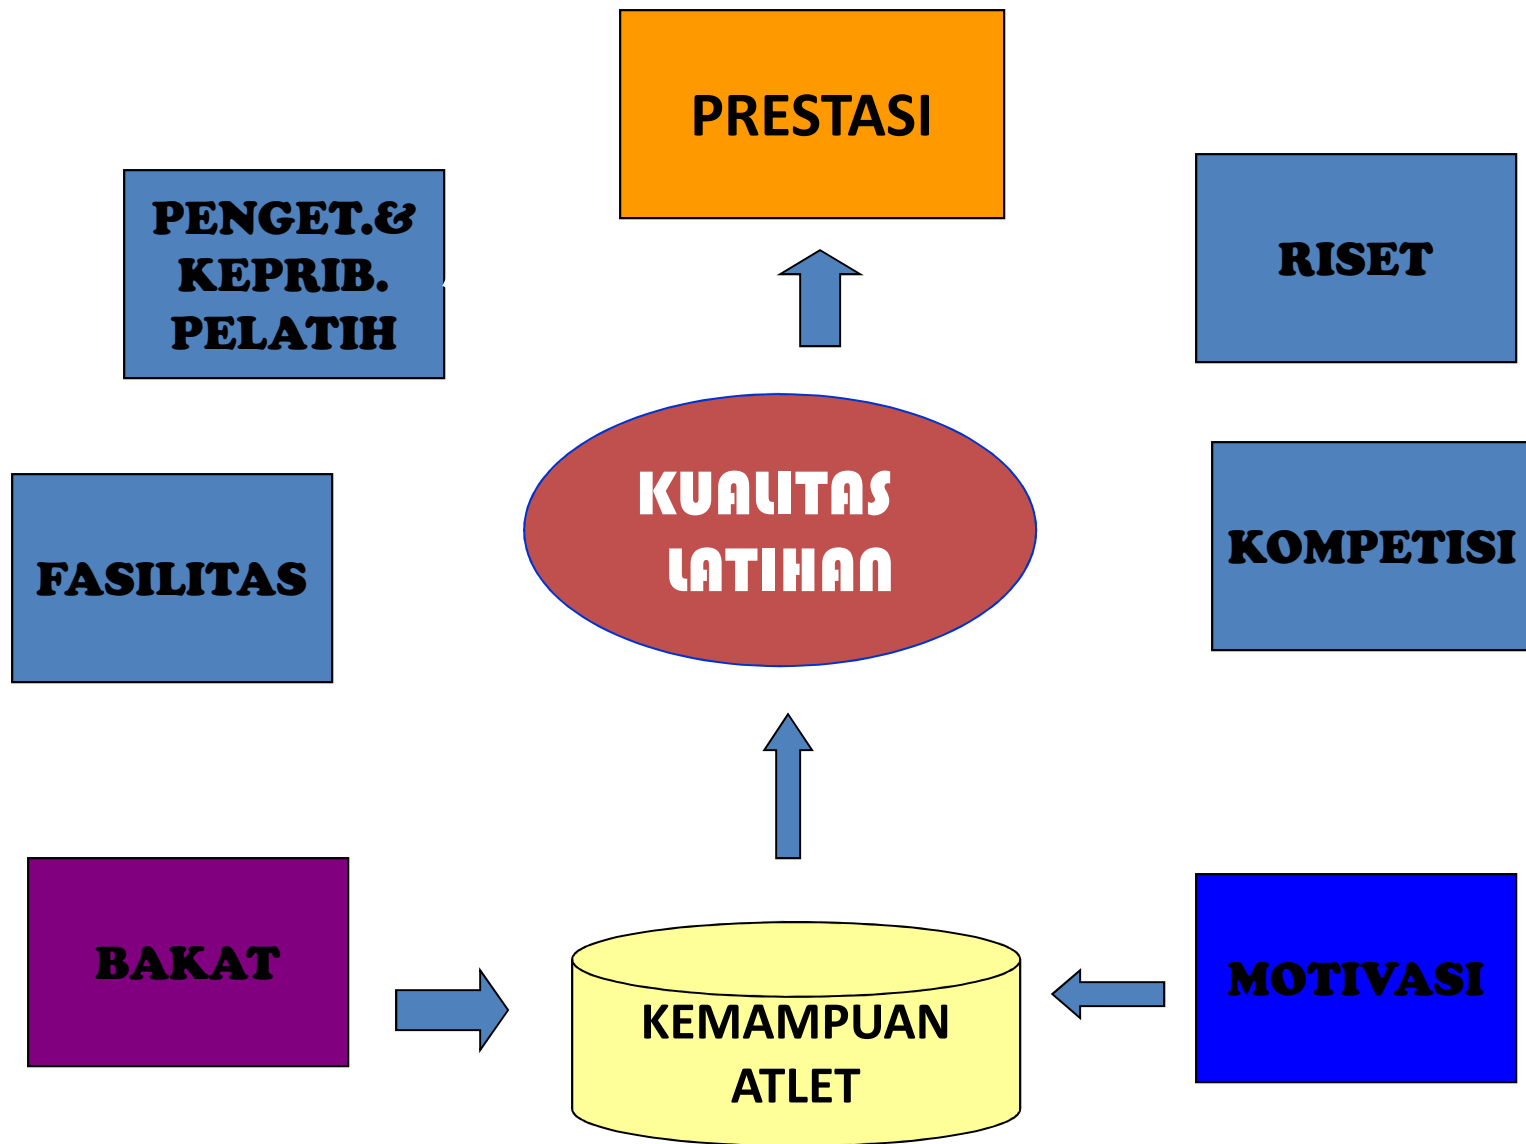 PRESTASI
PENGET.&
KEPRIB.
PELATIH
RISET
KUALITAS
LATIHAN
FASILITAS
KOMPETISI
BAKAT
KEMAMPUAN
ATLET
MOTIVASI